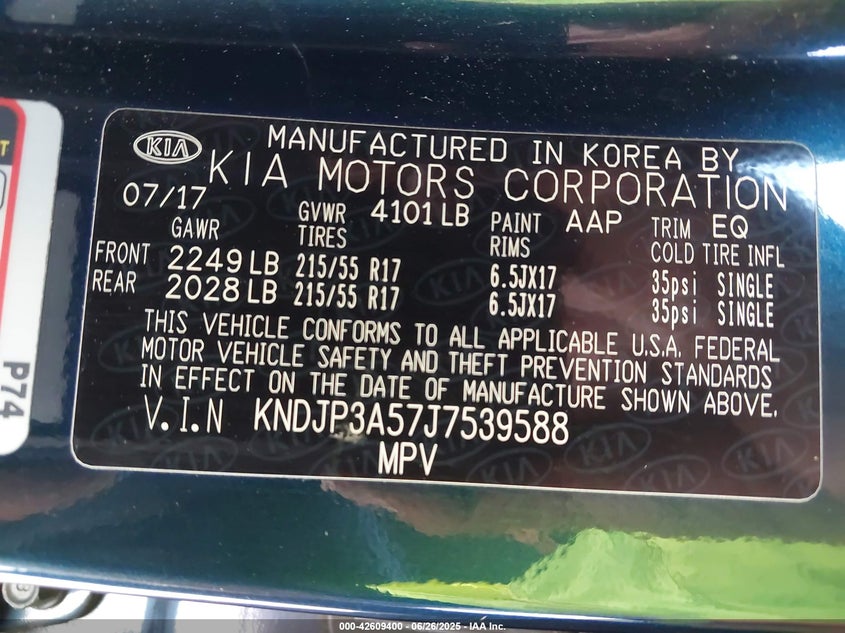 KIA
MANUFACTURED IN KOREA BY
KIA MOTORS CORPORATION
07/17
GAWR GVWR 4101 LB PAINT AAP TRIM EQ
TIRES RIMS COLD TIRE INFL
FRONT 2249 LB 215/55 R17 6.5JX17 35psi SINGLE
REAR 2028 LB 215/55 R17 6.5JX17 35psi SINGLE
THIS VEHICLE CONFORMS TO ALL APPLICABLE U.S.A. FEDERAL
MOTOR VEHICLE SAFETY AND THEFT PREVENTION STANDARDS
IN EFFECT ON THE DATE OF MANUFACTURE SHOWN ABOVE.
V.I.N KNDJP3A57J7539588
MPV
P74
000-42609400 - 06/26/2025 - IAA Inc.